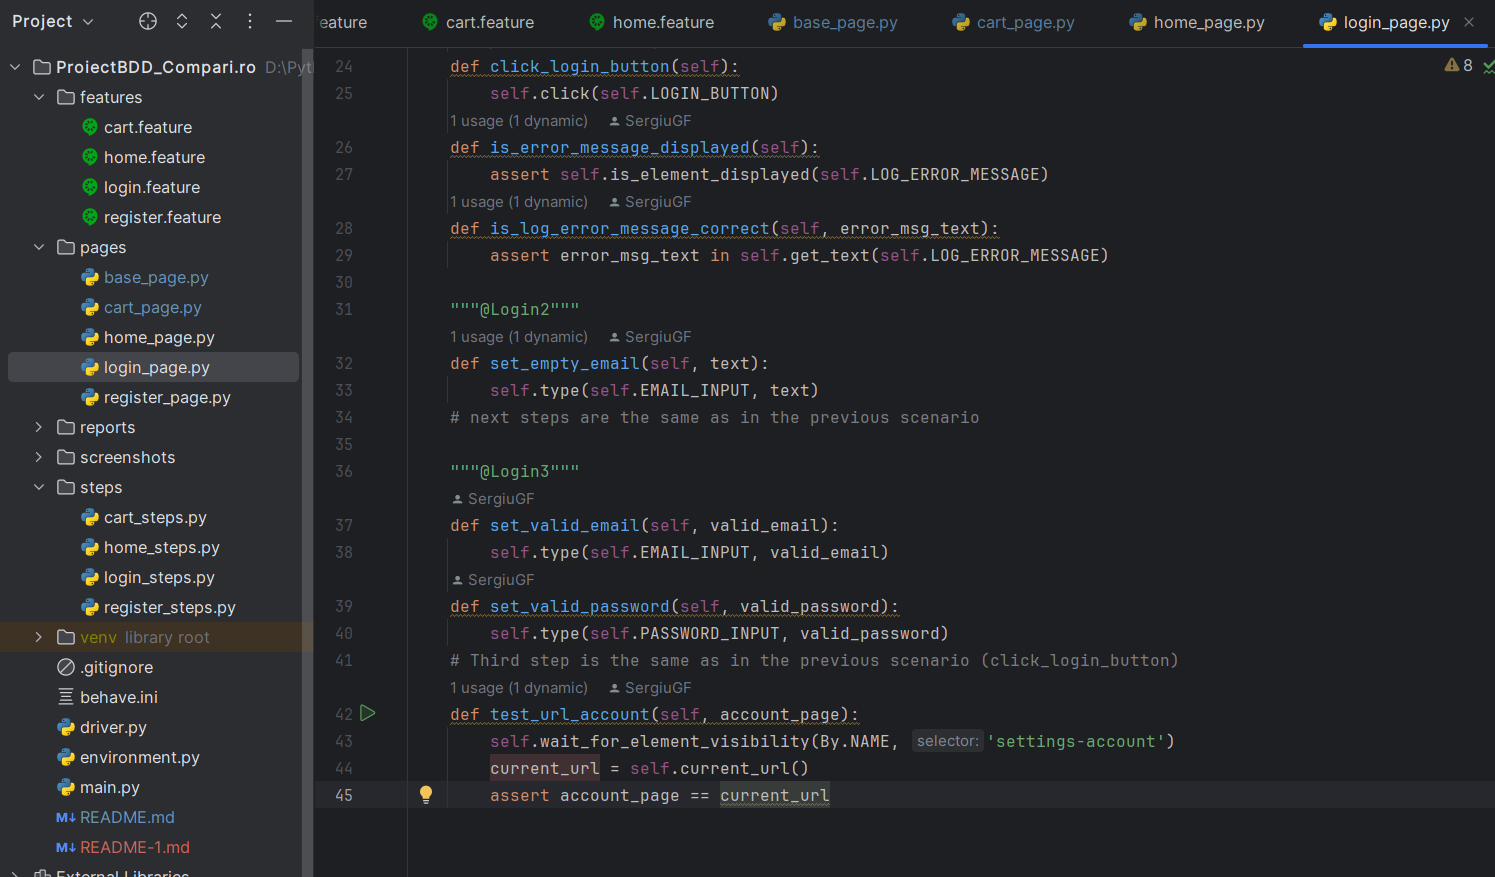 Project
eature
cart.feature
home.feature
base_page.py
cart_page.py
home_page.py
login_page.py
ProiectBDD_Compari.ro D:\Pyt
features
cart.feature
home.feature
login.feature
register.feature
pages
base_page.py
cart_page.py
home_page.py
login_page.py
register_page.py
reports
screenshots
steps
cart_steps.py
home_steps.py
login_steps.py
register_steps.py
venv library root
.gitignore
behave.ini
driver.py
environment.py
main.py
M↓ README.md
M↓ README-1.md
External Libraries
8
24 def click_login_button(self):
25 self.click(self.LOGIN_BUTTON)
1 usage (1 dynamic) SergiuGF
26 def is_error_message_displayed(self):
27 assert self.is_element_displayed(self.LOG_ERROR_MESSAGE)
1 usage (1 dynamic) SergiuGF
28 def is_log_error_message_correct(self, error_msg_text):
29 assert error_msg_text in self.get_text(self.LOG_ERROR_MESSAGE)
30
31 """@Login2"""
1 usage (1 dynamic) SergiuGF
32 def set_empty_email(self, text):
33 self.type(self.EMAIL_INPUT, text)
34 # next steps are the same as in the previous scenario
35
36 """@Login3"""
SergiuGF
37 def set_valid_email(self, valid_email):
38 self.type(self.EMAIL_INPUT, valid_email)
SergiuGF
39 def set_valid_password(self, valid_password):
40 self.type(self.PASSWORD_INPUT, valid_password)
41 # Third step is the same as in the previous scenario (click_login_button)
1 usage (1 dynamic) SergiuGF
42 def test_url_account(self, account_page):
43 self.wait_for_element_visibility(By.NAME, selector: 'settings-account')
44 current_url = self.current_url()
45 assert account_page == current_url